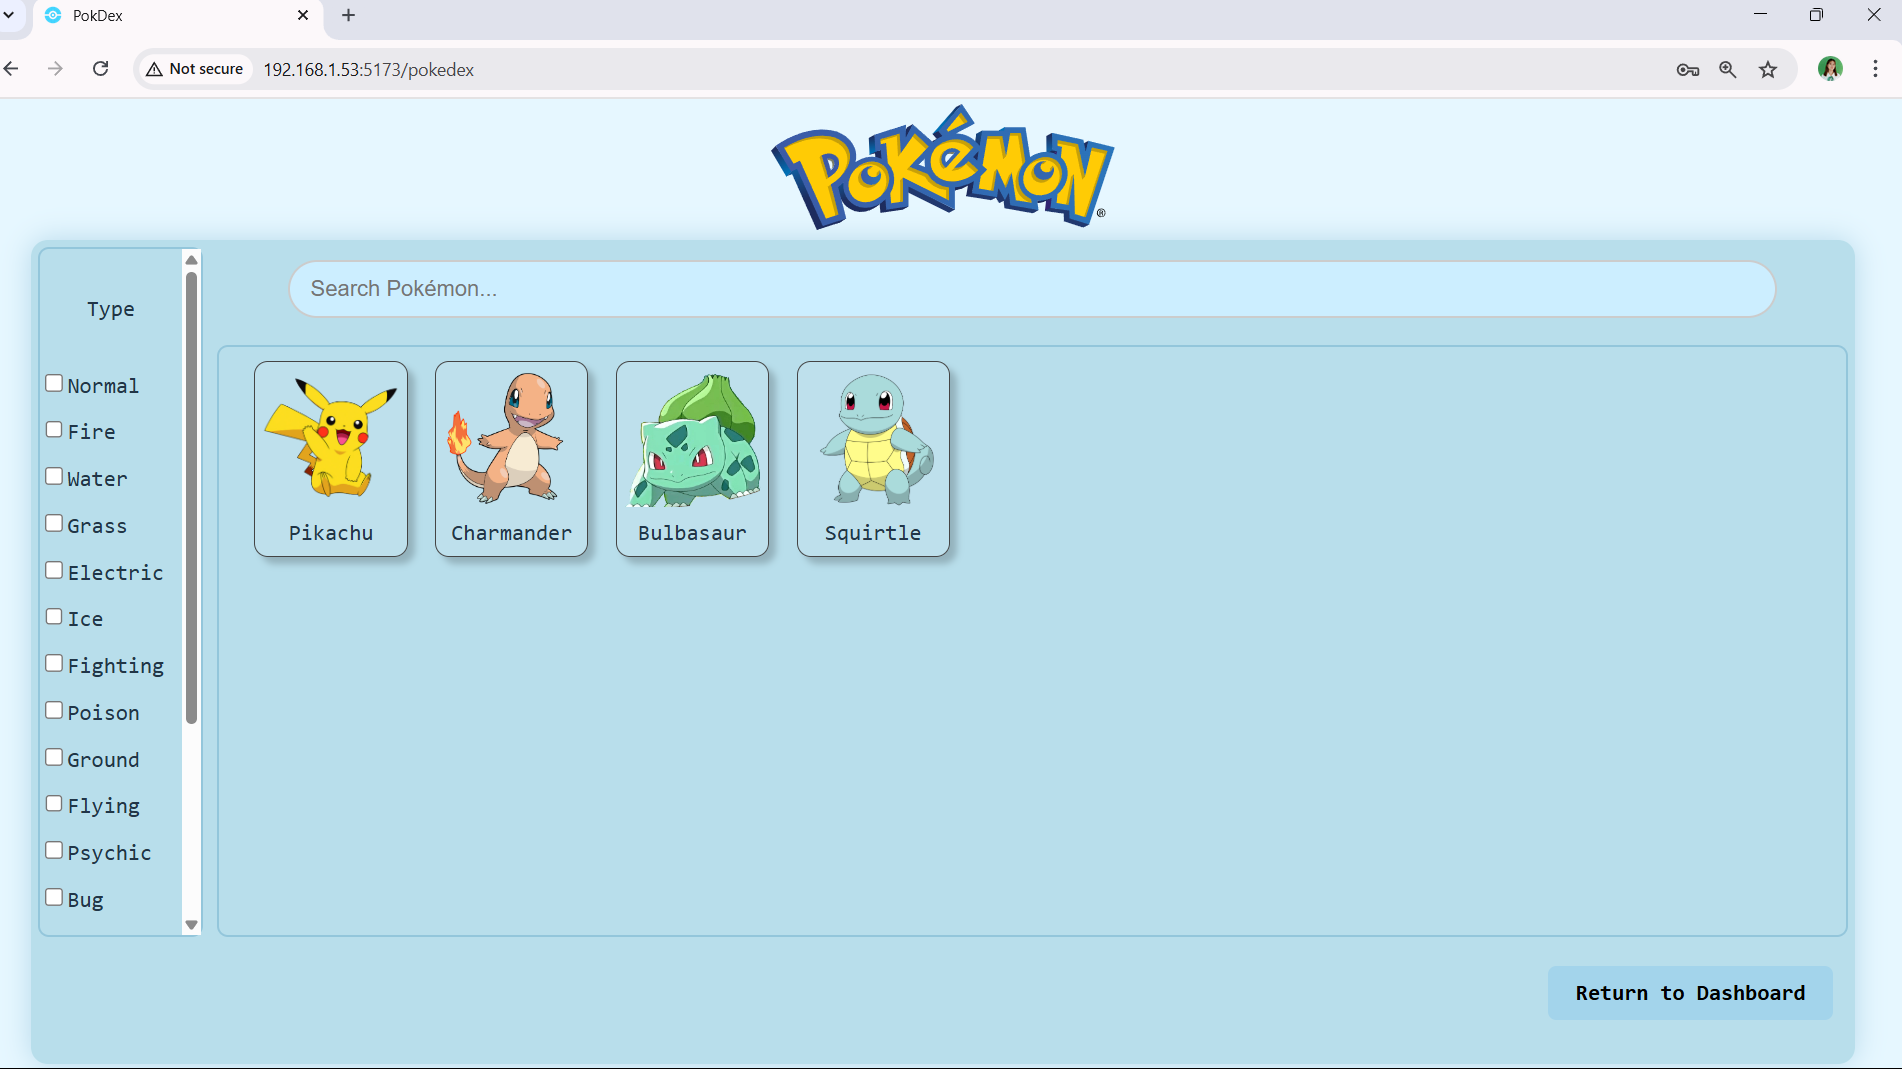 PokDex
Not secure
192.168.1.53:5173/pokedex
POKéMON
®
Search Pokémon...
Type
Normal
Fire
Water
Grass
Electric
Ice
Fighting
Poison
Ground
Flying
Psychic
Bug
Pikachu
Charmander
Bulbasaur
Squirtle
Return to Dashboard